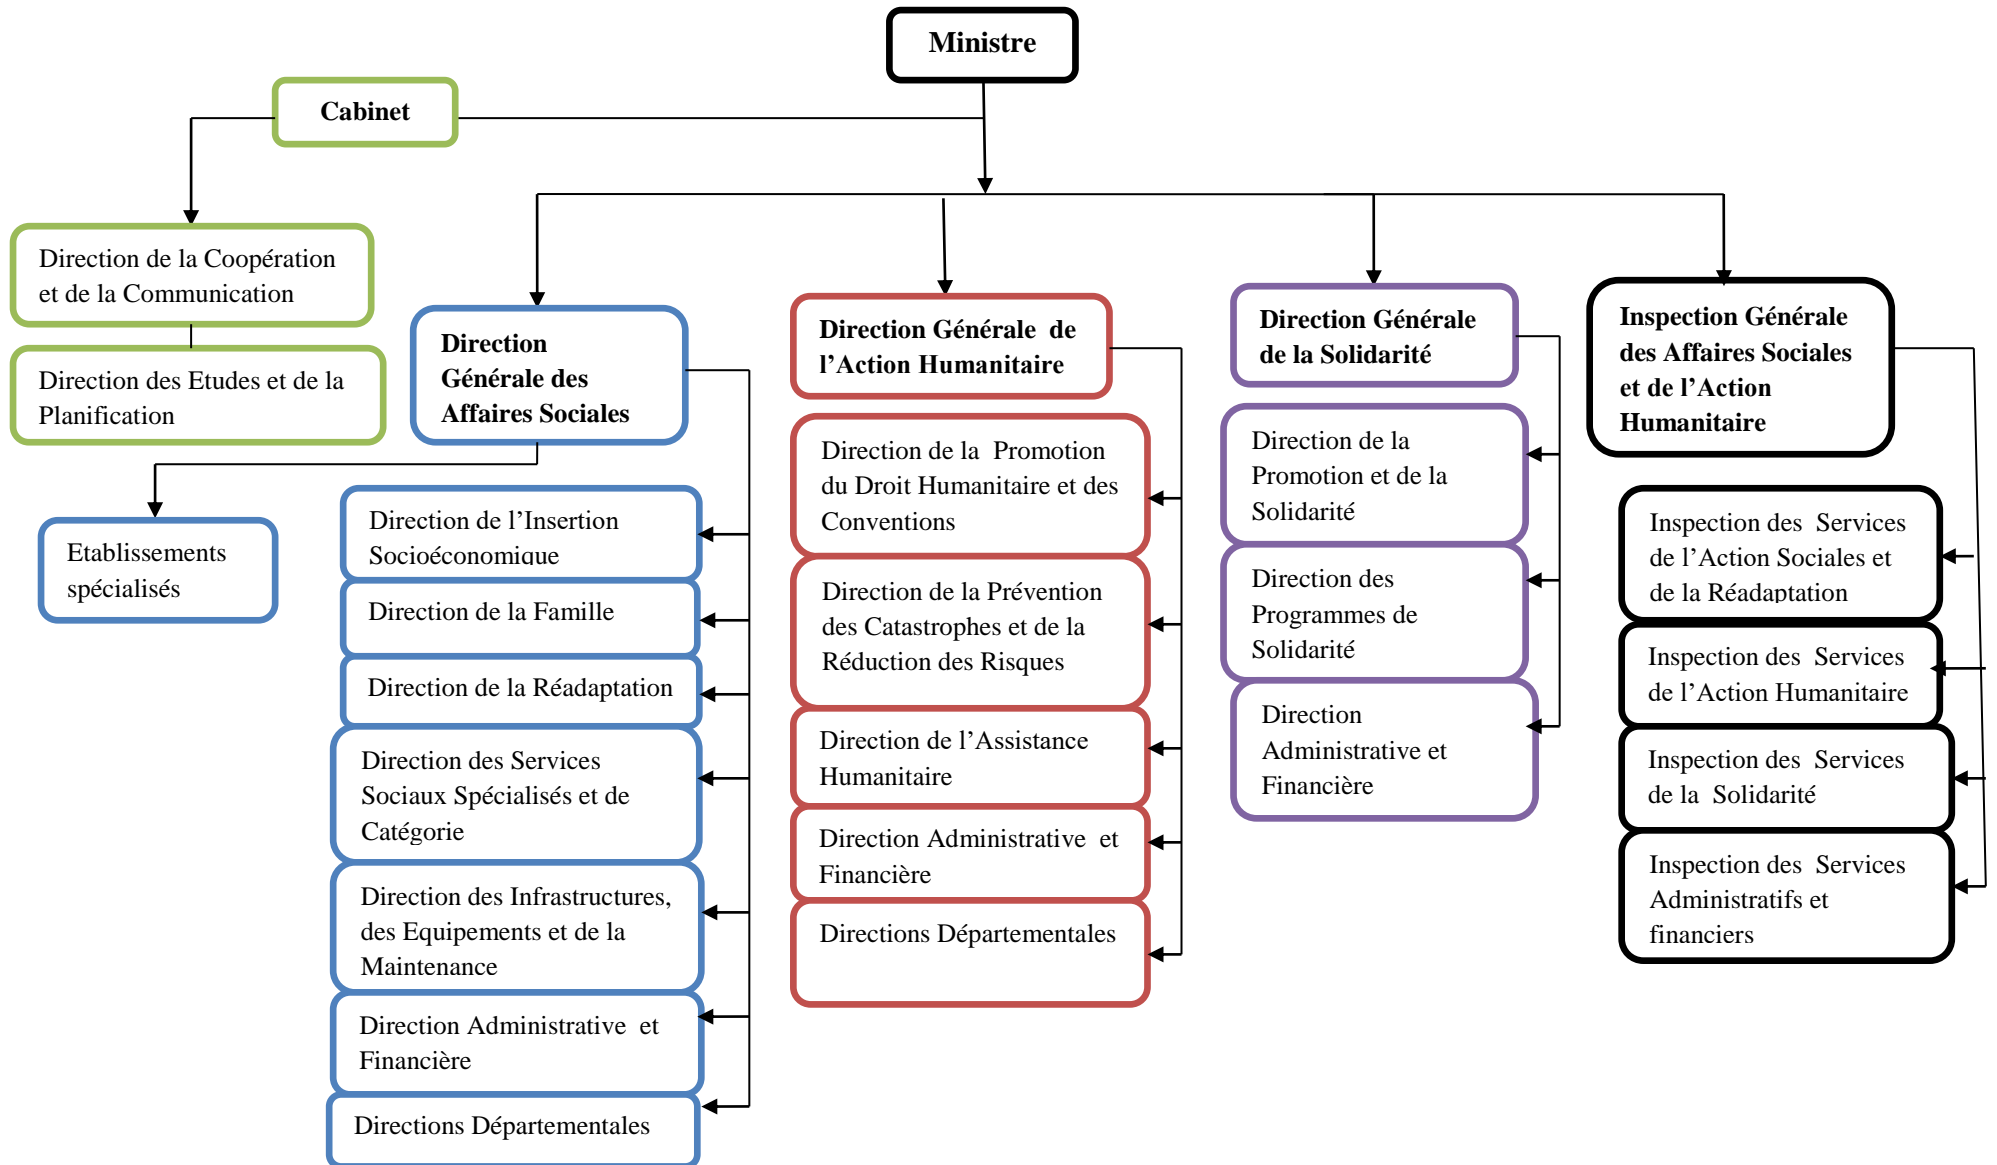 Ministre
Cabinet
Direction de la Coopération
et de la Communication
Direction des Etudes et de la
Planification
Direction
Générale des
Affaires Sociales
Etablissements
spécialisés
Direction de l’Insertion
Socioéconomique
Direction de la Famille
Direction de la Réadaptation
Direction des Services
Sociaux Spécialisés et de
Catégorie
Direction des Infrastructures,
des Equipements et de la
Maintenance
Direction Administrative et
Financière
Directions Départementales
Direction Générale de
l’Action Humanitaire
Direction de la Promotion
du Droit Humanitaire et des
Conventions
Direction de la Prévention
des Catastrophes et de la
Réduction des Risques
Direction de l’Assistance
Humanitaire
Direction Administrative et
Financière
Directions Départementales
Direction Générale
de la Solidarité
Direction de la
Promotion et de la
Solidarité
Direction des
Programmes de
Solidarité
Direction
Administrative et
Financière
Inspection Générale
des Affaires Sociales
et de l’Action
Humanitaire
Inspection des Services
de l’Action Sociales et
de la Réadaptation
Inspection des Services
de l’Action Humanitaire
Inspection des Services
de la Solidarité
Inspection des Services
Administratifs et
financiers